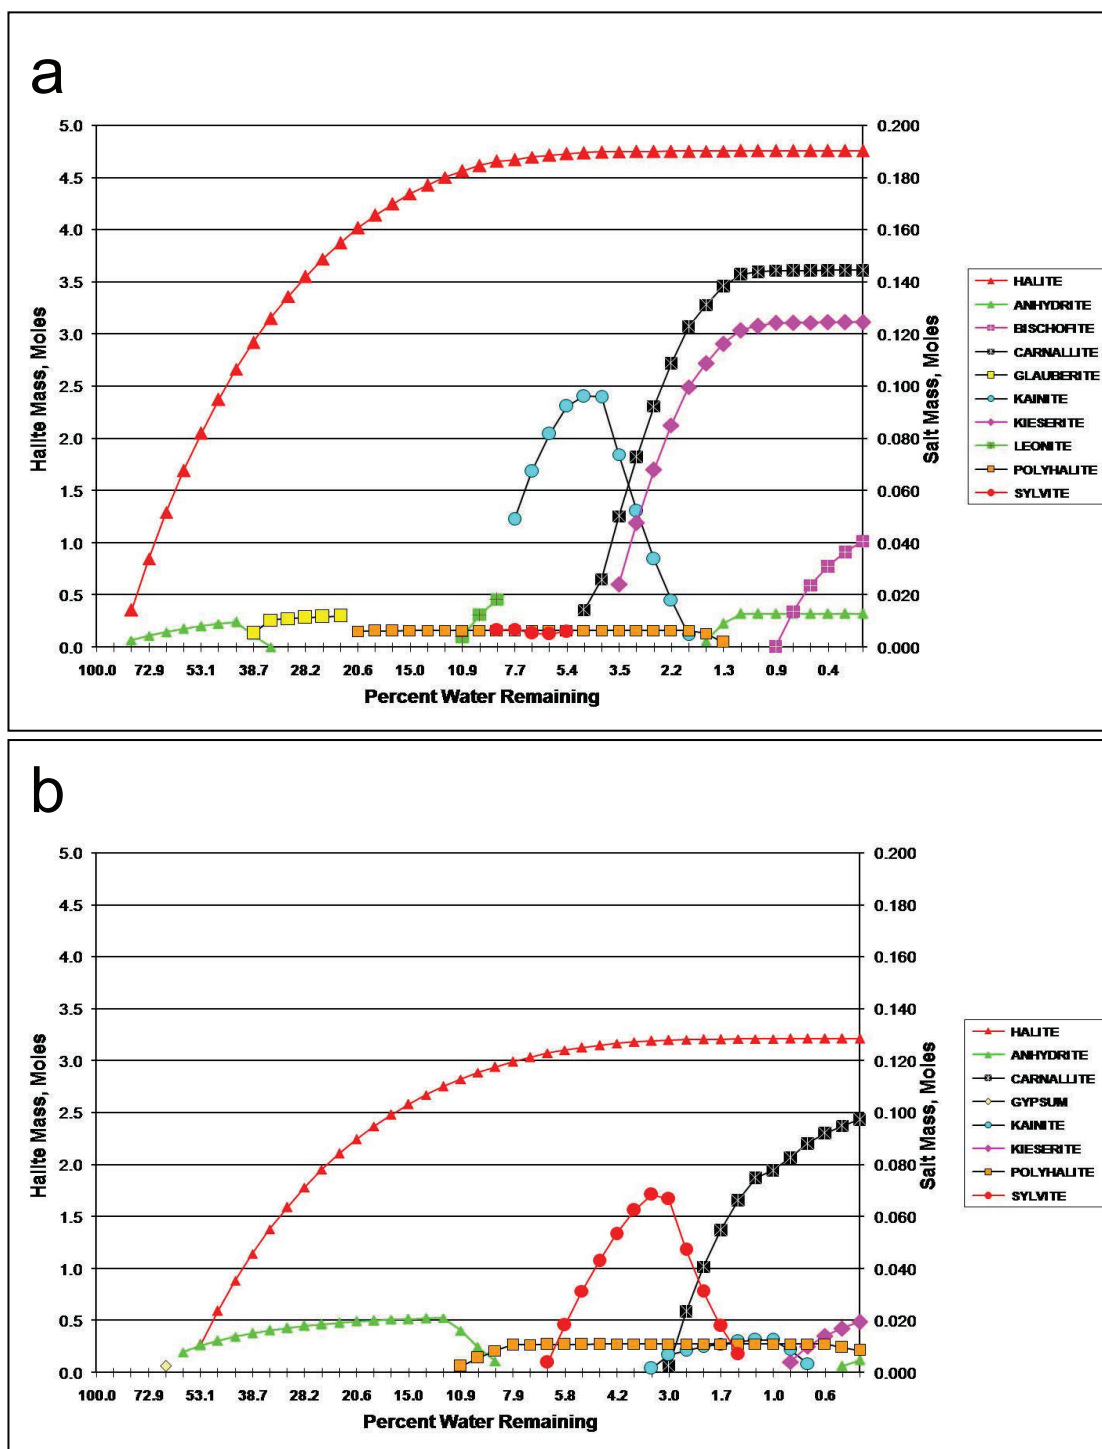 a
5.0
4.5
4.0
3.5
3.0
2.5
2.0
1.5
1.0
0.5
0.0
Halite Mass, Moles
0.200
0.180
0.160
0.140
0.120
0.100
0.080
0.060
0.040
0.020
0.000
Salt Mass, Moles
100.0 72.9 53.1 38.7 28.2 20.6 15.0 10.9 7.7 5.4 3.5 2.2 1.3 0.9 0.4
Percent Water Remaining
HALITE
ANHYDRITE
BISCHOFITE
CARNALLITE
GLAUBERITE
KAINITE
KIESERITE
LEONITE
POLYHALITE
SYLVITE
b
5.0
4.5
4.0
3.5
3.0
2.5
2.0
1.5
1.0
0.5
0.0
Halite Mass, Moles
0.200
0.180
0.160
0.140
0.120
0.100
0.080
0.060
0.040
0.020
0.000
Salt Mass, Moles
100.0 72.9 53.1 38.7 28.2 20.6 15.0 10.9 7.9 5.8 4.2 3.0 1.7 1.0 0.6
Percent Water Remaining
HALITE
ANHYDRITE
CARNALLITE
GYPSUM
KAINITE
KIESERITE
POLYHALITE
SYLVITE